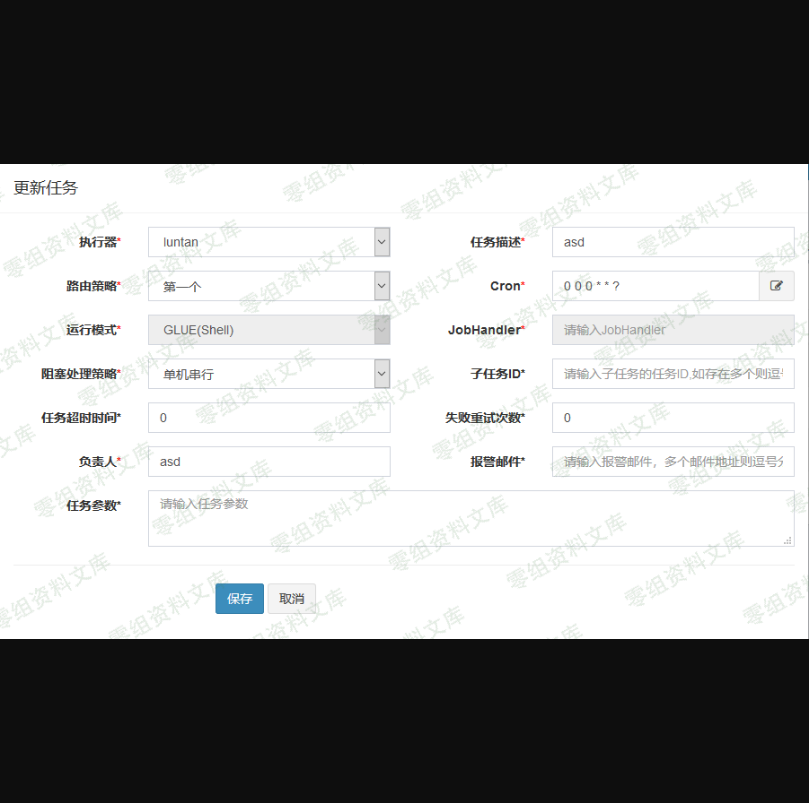 更新任务
执行器* luntan 任务描述* asd
路由策略* 第一个 Cron* 0 0 0 * * ?
运行模式* GLUE(Shell) JobHandler* 请输入JobHandler
阻塞处理策略* 单机串行 子任务ID* 请输入子任务的任务ID,如存在多个则逗
任务超时时间* 0 失败重试次数* 0
负责人* asd 报警邮件* 请输入报警邮件，多个邮件地址则逗号分
任务参数* 请输入任务参数
保存 取消
零组资料文库